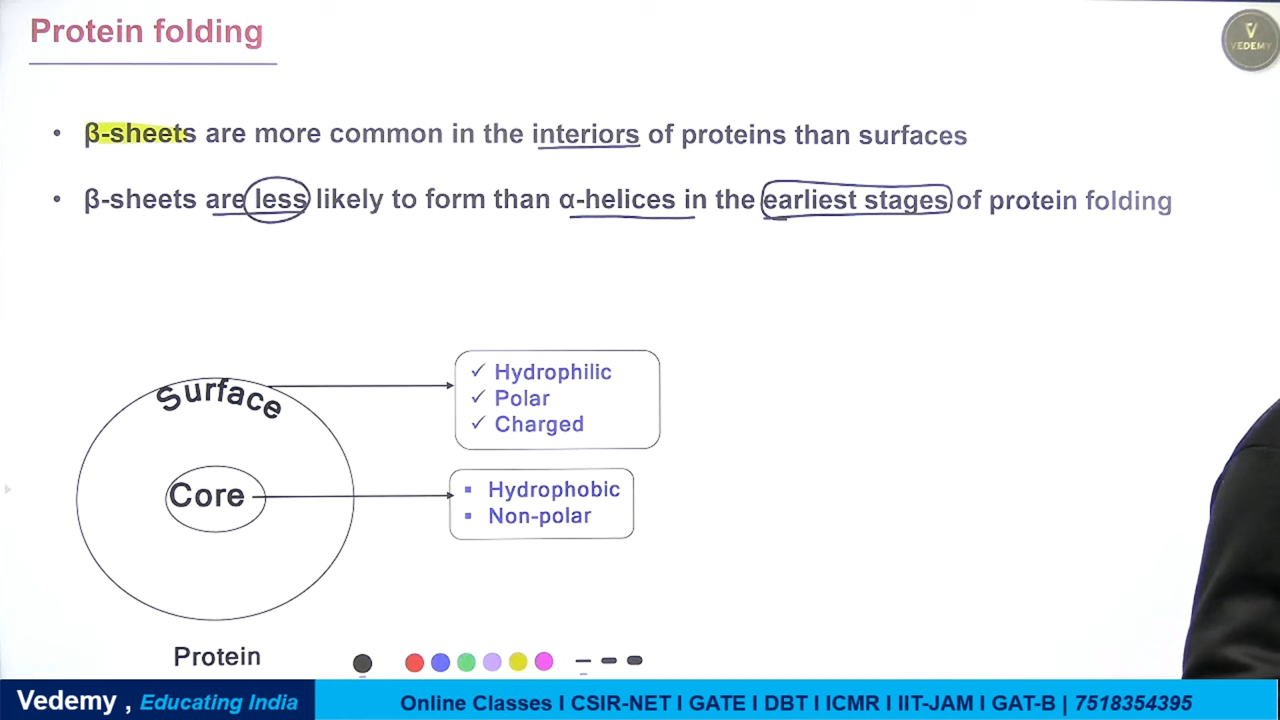 Protein folding
V
VEDEMY
• β-sheets are more common in the interiors of proteins than surfaces
• β-sheets are less likely to form than α-helices in the earliest stages of protein folding
Surface
✓ Hydrophilic
✓ Polar
✓ Charged
Core
▪ Hydrophobic
▪ Non-polar
Protein
Vedemy , Educating India
Online Classes I CSIR-NET I GATE I DBT I ICMR I IIT-JAM I GAT-B | 7518354395